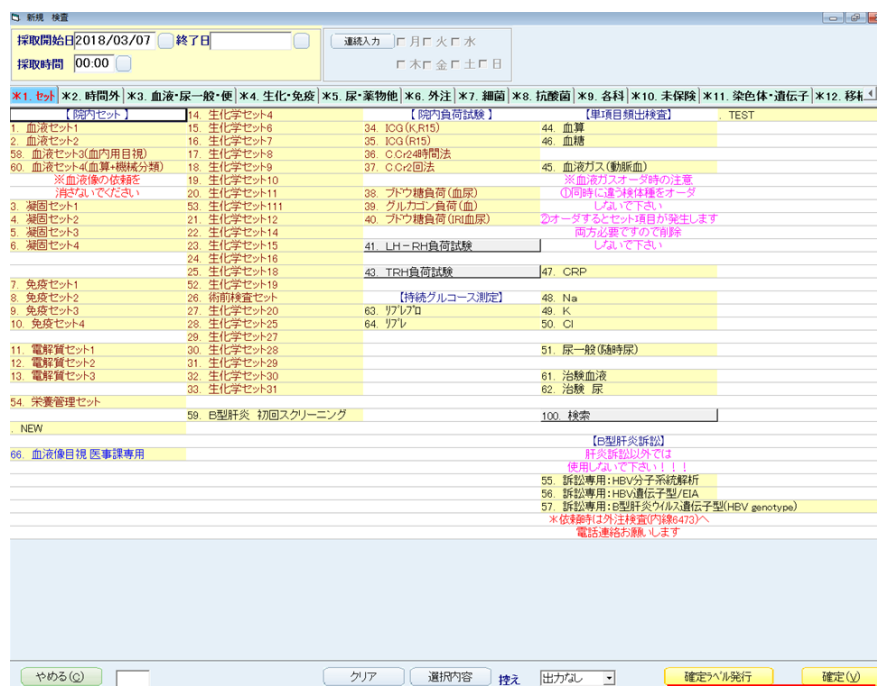 新規 検査
採取開始日 2018/03/07 終了日
採取時間 00:00
連続入力 月 火 水
木 金 土 日
*1. セット *2. 時間外 *3. 血液・尿一般・便 *4. 生化・免疫 *5. 尿・薬物他 *6. 外注 *7. 細菌 *8. 抗酸菌 *9. 各科 *10. 未保険 *11. 染色体・遺伝子 *12. 移植
【院内セット】
1. 血液セット1
2. 血液セット2
58. 血液セット3(血内用目視)
60. 血液セット4(血算+機械分類)
※血液像の依頼を
消さないでください
3. 凝固セット1
4. 凝固セット2
5. 凝固セット3
6. 凝固セット4
7. 免疫セット1
8. 免疫セット2
9. 免疫セット3
10. 免疫セット4
11. 電解質セット1
12. 電解質セット2
13. 電解質セット3
54. 栄養管理セット
. NEW
66. 血液像目視 医事課専用
14. 生化学セット4
15. 生化学セット6
16. 生化学セット7
17. 生化学セット8
18. 生化学セット9
19. 生化学セット10
20. 生化学セット11
53. 生化学セット111
21. 生化学セット12
22. 生化学セット14
23. 生化学セット15
24. 生化学セット16
25. 生化学セット18
52. 生化学セット19
26. 術前検査セット
27. 生化学セット20
28. 生化学セット25
29. 生化学セット27
30. 生化学セット28
31. 生化学セット29
32. 生化学セット30
33. 生化学セット31
59. B型肝炎 初回スクリーニング
【院内負荷試験】
34. ICG(K,R15)
35. ICG(R15)
36. C.Cr24時間法
37. C.Cr2回法
38. ブドウ糖負荷(血尿)
39. グルカゴン負荷(血)
40. ブドウ糖負荷(IRI血尿)
41. LH-RH負荷試験
43. TRH負荷試験
【持続グルコース測定】
63. リブレプロ
64. リブレ
【単項目頻出検査】
44. 血算
46. 血糖
45. 血液ガス(動脈血)
※血液ガスオーダ時の注意
①同時に違う検体種をオーダ
しないで下さい
②オーダするとセット項目が発生します
両方必要ですので削除
しないで下さい
47. CRP
48. Na
49. K
50. Cl
51. 尿一般(随時尿)
61. 治験血液
62. 治験 尿
100. 検索
【B型肝炎訴訟】
肝炎訴訟以外では
使用しないで下さい!!!
55. 訴訟専用:HBV分子系統解析
56. 訴訟専用:HBV遺伝子型/EIA
57. 訴訟専用:B型肝炎ウイルス遺伝子型(HBV genotype)
*依頼時は外注検査(内線6473)へ
電話連絡お願いします
. TEST
やめる(C) クリア 選択内容 控え 出力なし 確定ラベル発行 確定(V)